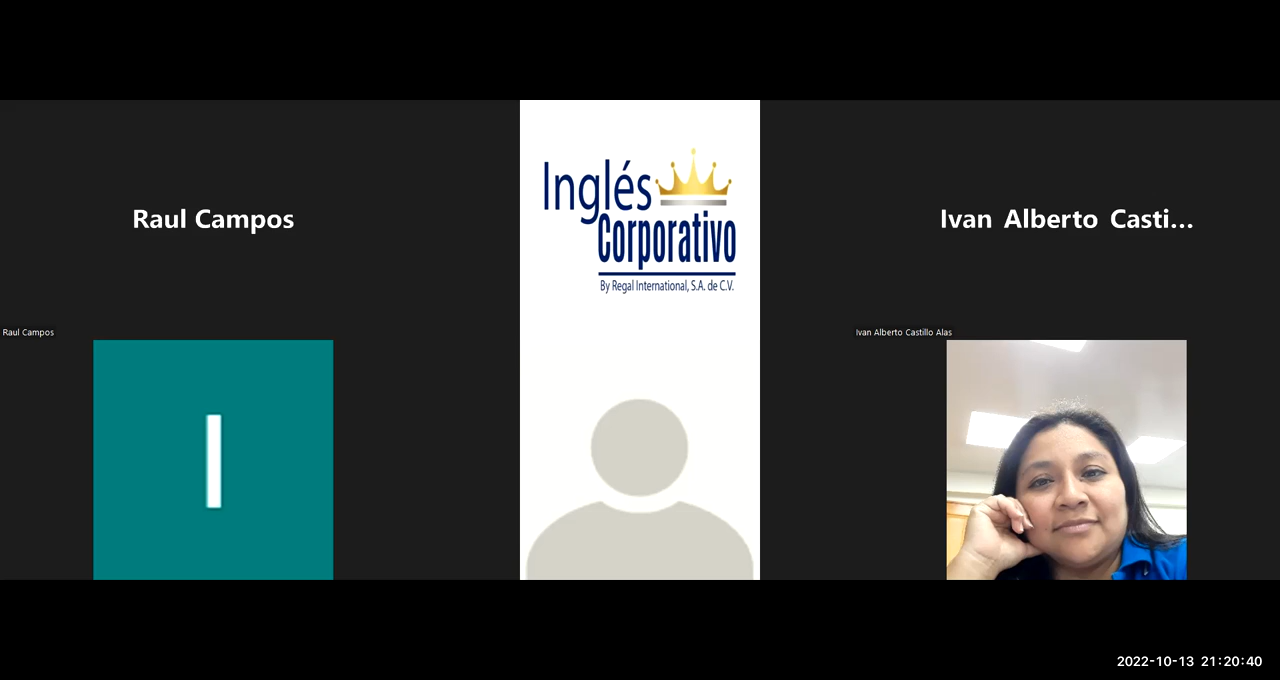 Raul Campos
Inglés
Corporativo
By Regal International, S.A. de C.V.
Ivan Alberto Casti...
Raul Campos
Ivan Alberto Castillo Alas
I
2022-10-13 21:20:40